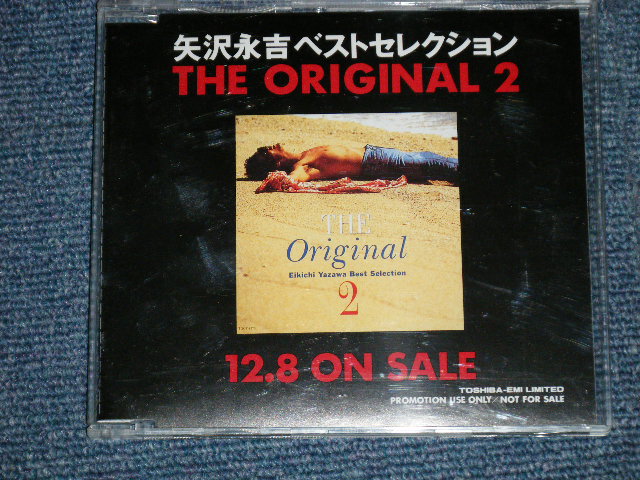 矢沢永吉ベストセレクション
THE ORIGINAL 2
THE
Original
Eikichi Yazawa Best Selection
2
12.8 ON SALE
TOSHIBA-EMI LIMITED
PROMOTION USE ONLY/NOT FOR SALE